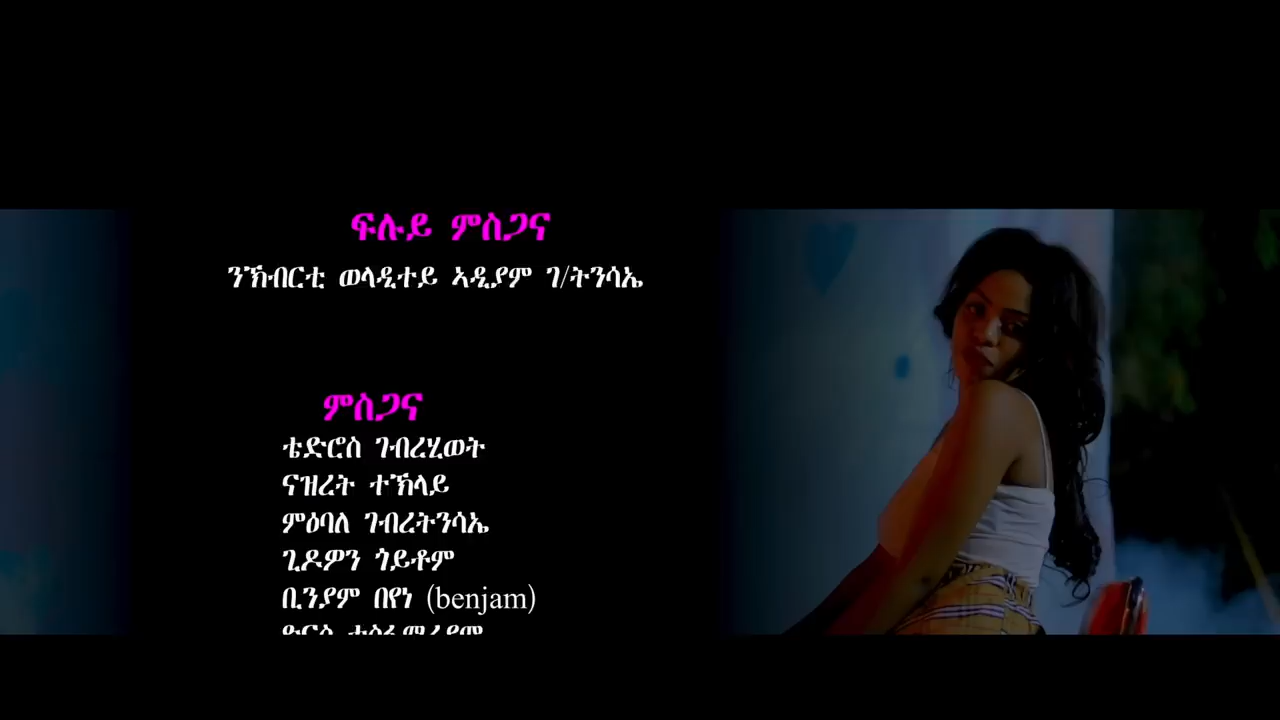 ፍሉይ ምስጋና
ንኽብርቲ ወላዲተይ ኣዲያም ገ/ትንሳኤ
ምስጋና
ቴድሮስ ገብረሂወት
ናዝረት ተኽላይ
ምዕባለ ገብረትንሳኤ
ጊዶዎን ጎይቶም
ቢንያም በየነ (benjam)